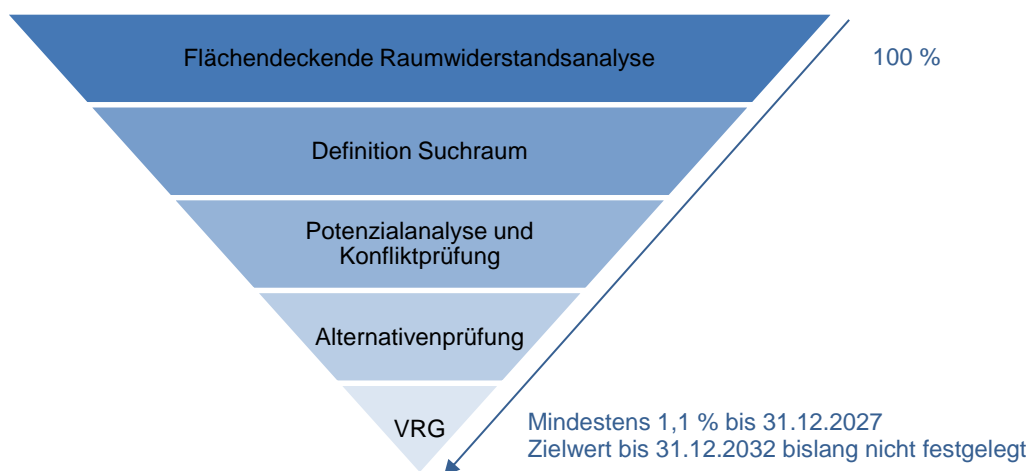 Flächendeckende Raumwiderstandsanalyse
100 %
Definition Suchraum
Potenzialanalyse und
Konfliktprüfung
Alternativenprüfung
VRG
Mindestens 1,1 % bis 31.12.2027
Zielwert bis 31.12.2032 bislang nicht festgelegt